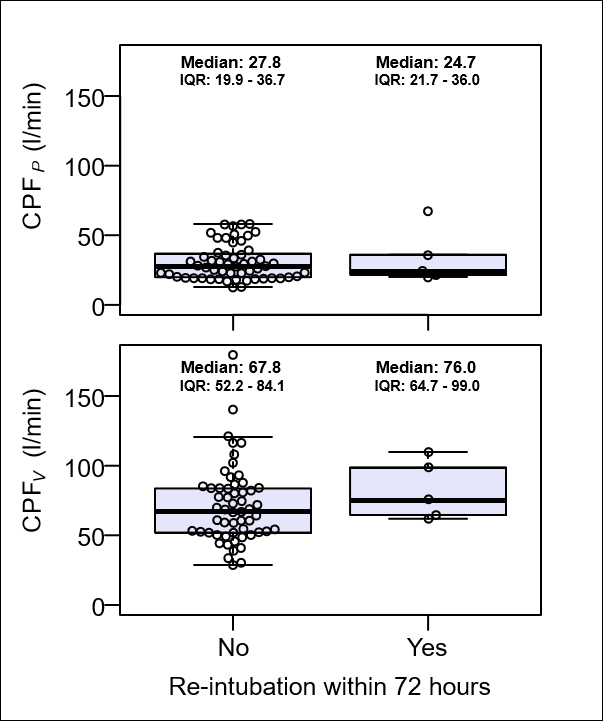 Median: 27.8 Median: 24.7
IQR: 19.9 - 36.7 IQR: 21.7 - 36.0
CPF P (l/min)
150
100
50
0
Median: 67.8 Median: 76.0
IQR: 52.2 - 84.1 IQR: 64.7 - 99.0
CPFV (l/min)
150
100
50
0
No Yes
Re-intubation within 72 hours